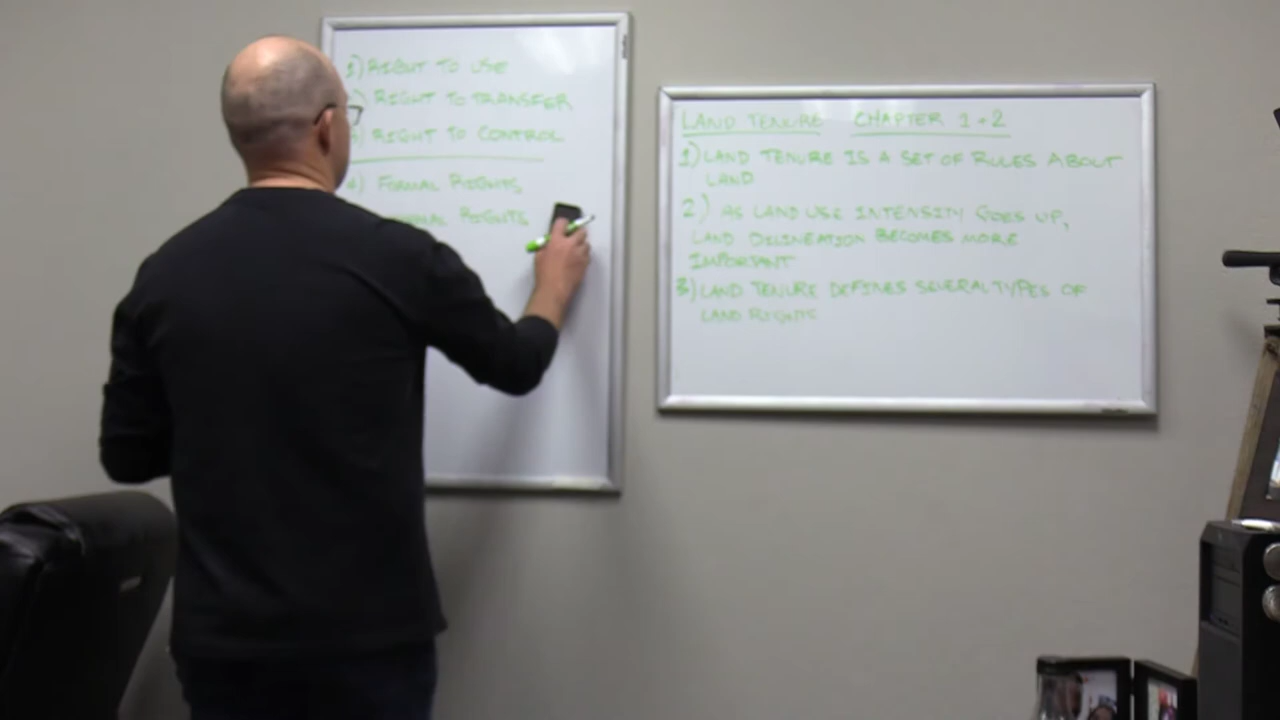 1) RIGHT TO USE
) RIGHT TO TRANSFER
) RIGHT TO CONTROL
4) FORMAL RIGHTS
RIGHTS
LAND TENURE CHAPTER 1+2
1) LAND TENURE IS A SET OF RULES ABOUT
LAND
2) AS LAND USE INTENSITY GOES UP,
LAND DILINEATION BECOMES MORE
IMPORTANT
3) LAND TENURE DEFINES SEVERAL TYPES OF
LAND RIGHTS